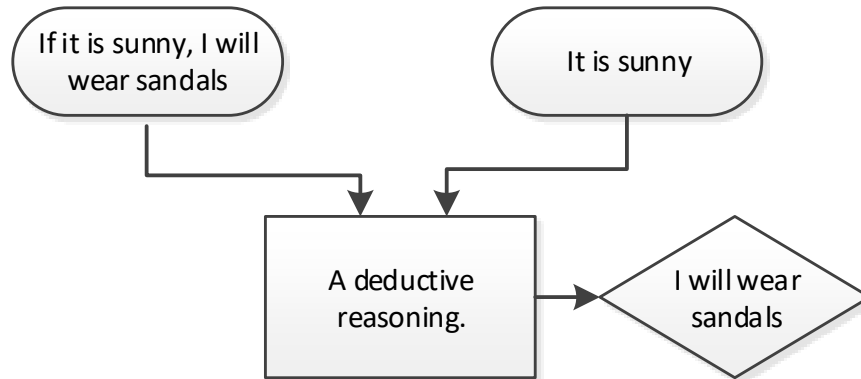 If it is sunny, I will
wear sandals
It is sunny
A deductive
reasoning.
I will wear
sandals